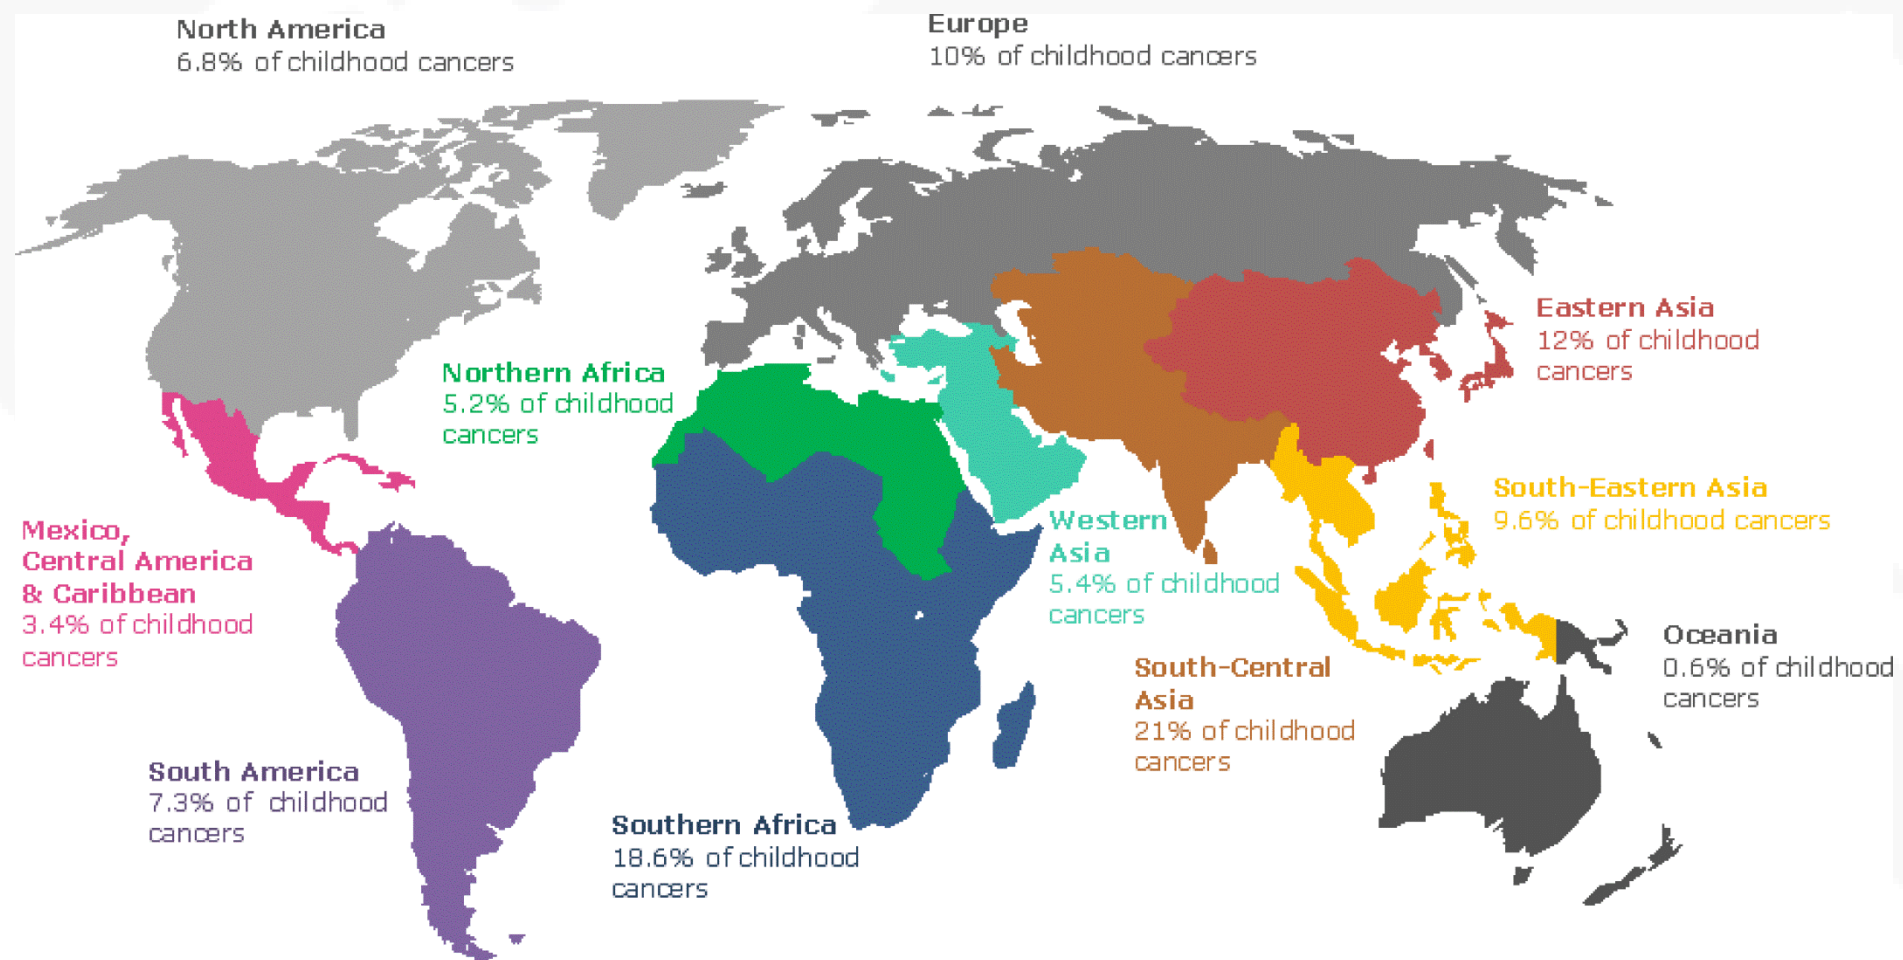 North America
6.8% of childhood cancers
Europe
10% of childhood cancers
Eastern Asia
12% of childhood
cancers
Northern Africa
5.2% of childhood
cancers
South-Eastern Asia
9.6% of childhood cancers
Mexico,
Central America
& Caribbean
3.4% of childhood
cancers
Western
Asia
5.4% of childhood
cancers
Oceania
0.6% of childhood
cancers
South-Central
Asia
21% of childhood
cancers
South America
7.3% of childhood
cancers
Southern Africa
18.6% of childhood
cancers